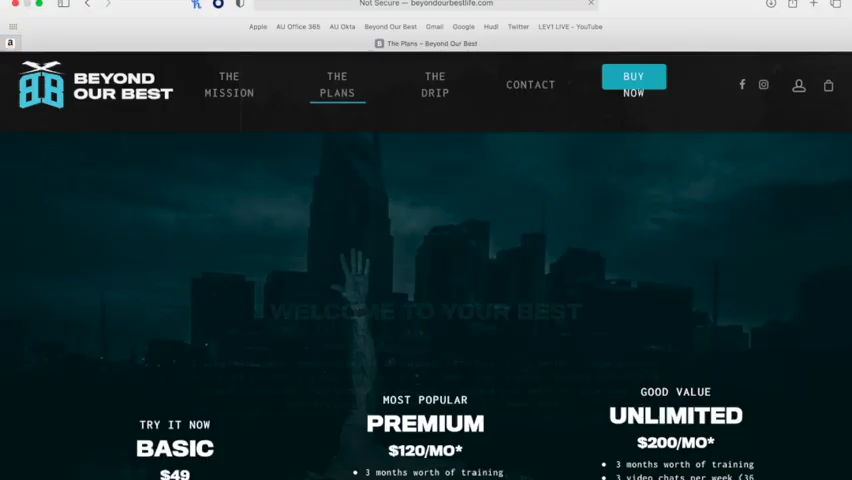 Not Secure — beyondourbestlife.com
Apple AU Office 365 AU Okta Beyond Our Best Gmail Google Hudl Twitter LEV1 LIVE – YouTube
a
B The Plans – Beyond Our Best
BEYOND
OUR BEST
THE
MISSION
THE
PLANS
THE
DRIP
CONTACT
BUY
NOW
WELCOME TO YOUR BEST
TRY IT NOW
BASIC
$49
MOST POPULAR
PREMIUM
$120/MO*
• 3 months worth of training
GOOD VALUE
UNLIMITED
$200/MO*
• 3 months worth of training
• 3 video chats per week (36